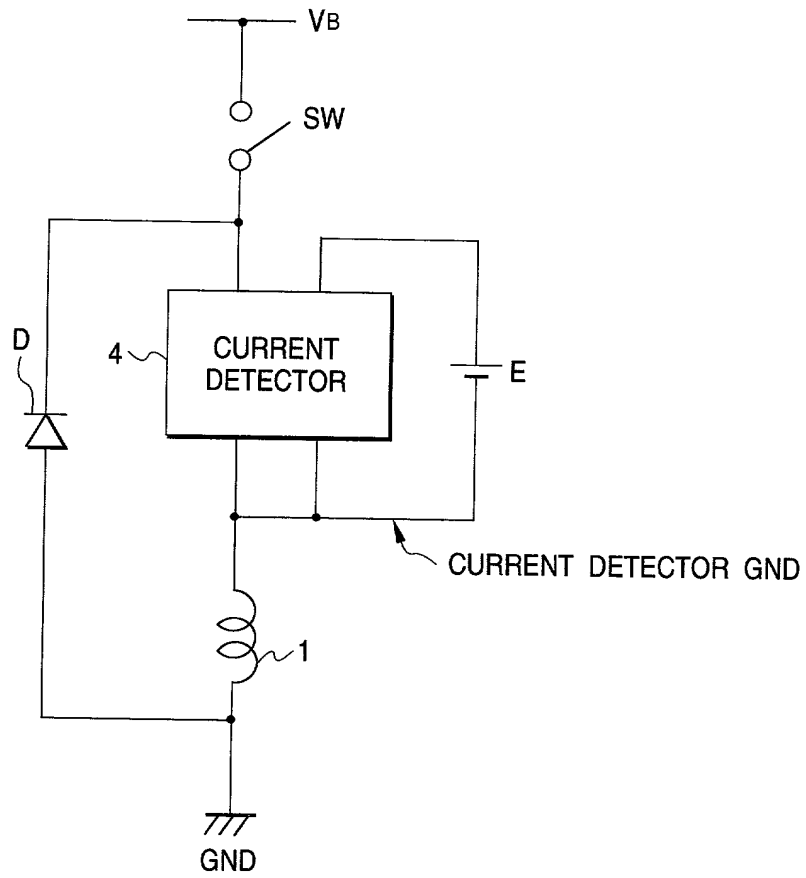 VB
SW
D
4
CURRENT
DETECTOR
E
CURRENT DETECTOR GND
1
GND